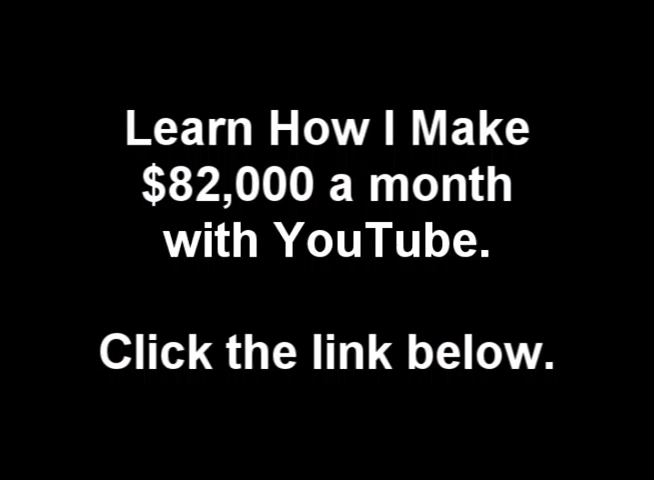 Learn How I Make
$82,000 a month
with YouTube.
Click the link below.